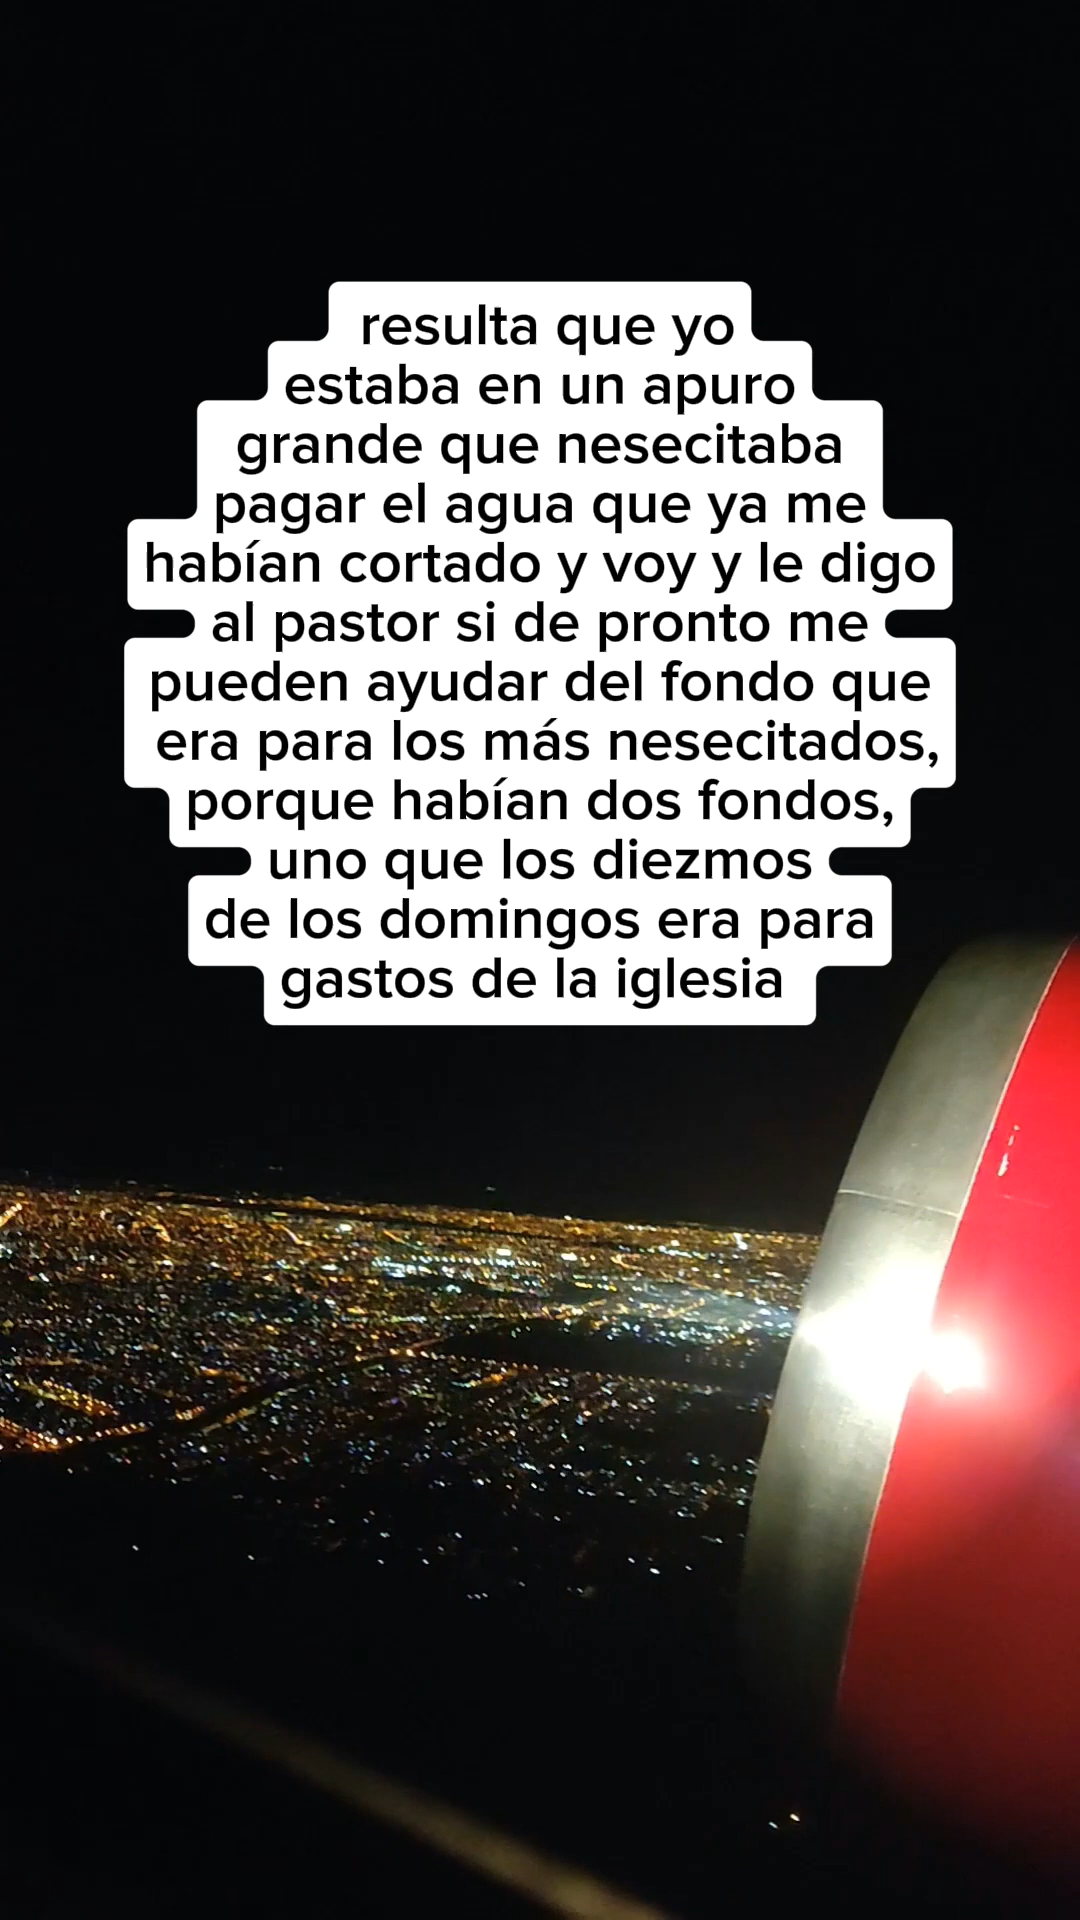 resulta que yo
estaba en un apuro
grande que nesecitaba
pagar el agua que ya me
habían cortado y voy y le digo
al pastor si de pronto me
pueden ayudar del fondo que
era para los más nesecitados,
porque habían dos fondos,
uno que los diezmos
de los domingos era para
gastos de la iglesia